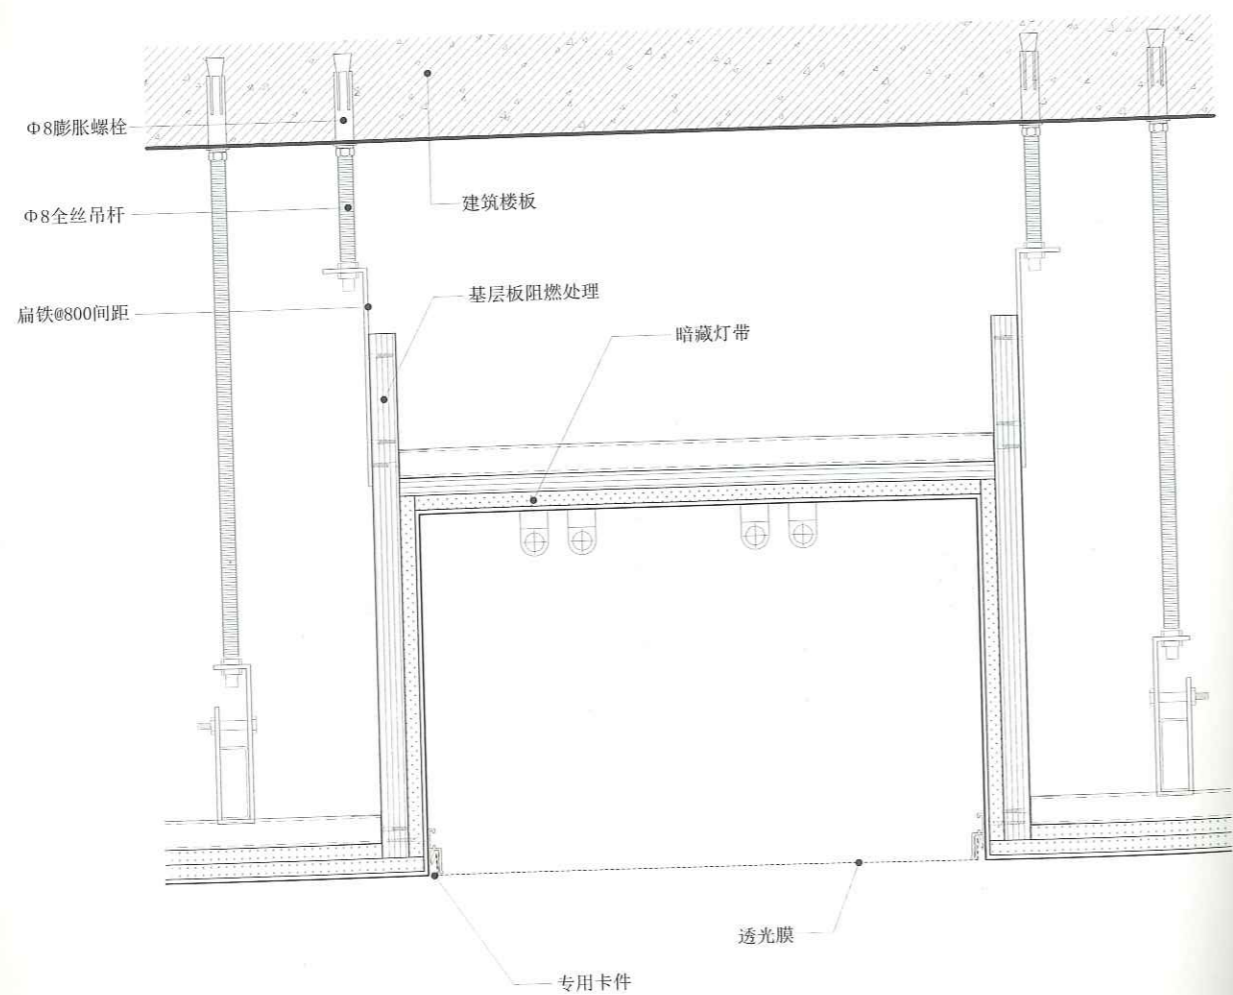 Φ8膨胀螺栓
建筑楼板
Φ8全丝吊杆
基层板阻燃处理
扁铁@800间距
暗藏灯带
透光膜
专用卡件